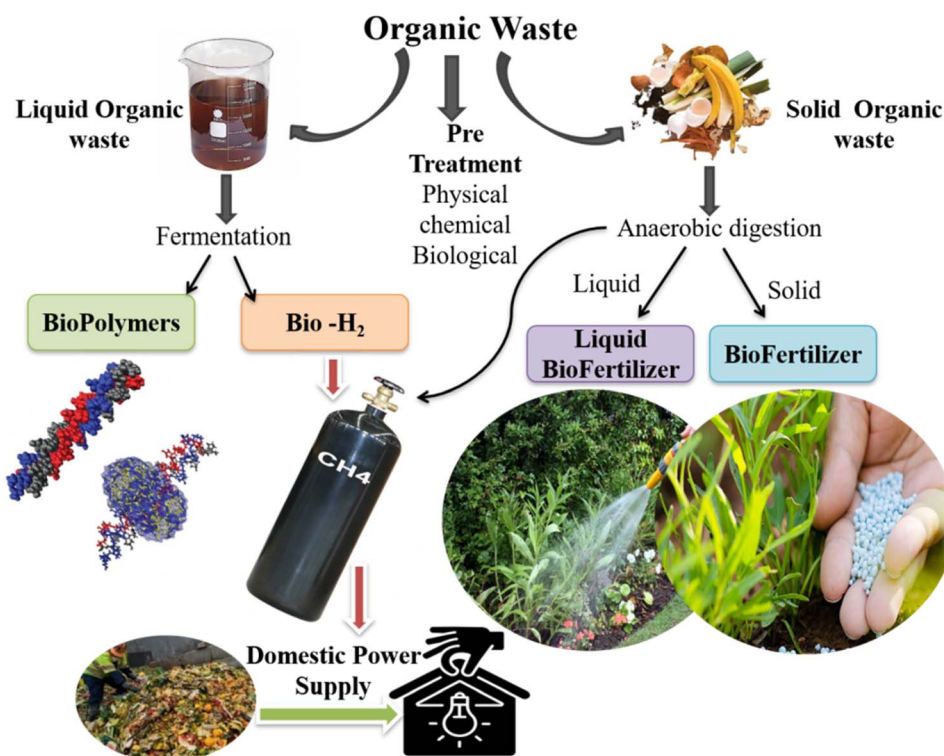 Organic Waste
Liquid Organic
waste
Pre
Treatment
Physical
chemical
Biological
Solid Organic
waste
Fermentation
Anaerobic digestion
Liquid
Solid
BioPolymers
Bio -H₂
Liquid
BioFertilizer
BioFertilizer
CH4
Domestic Power
Supply